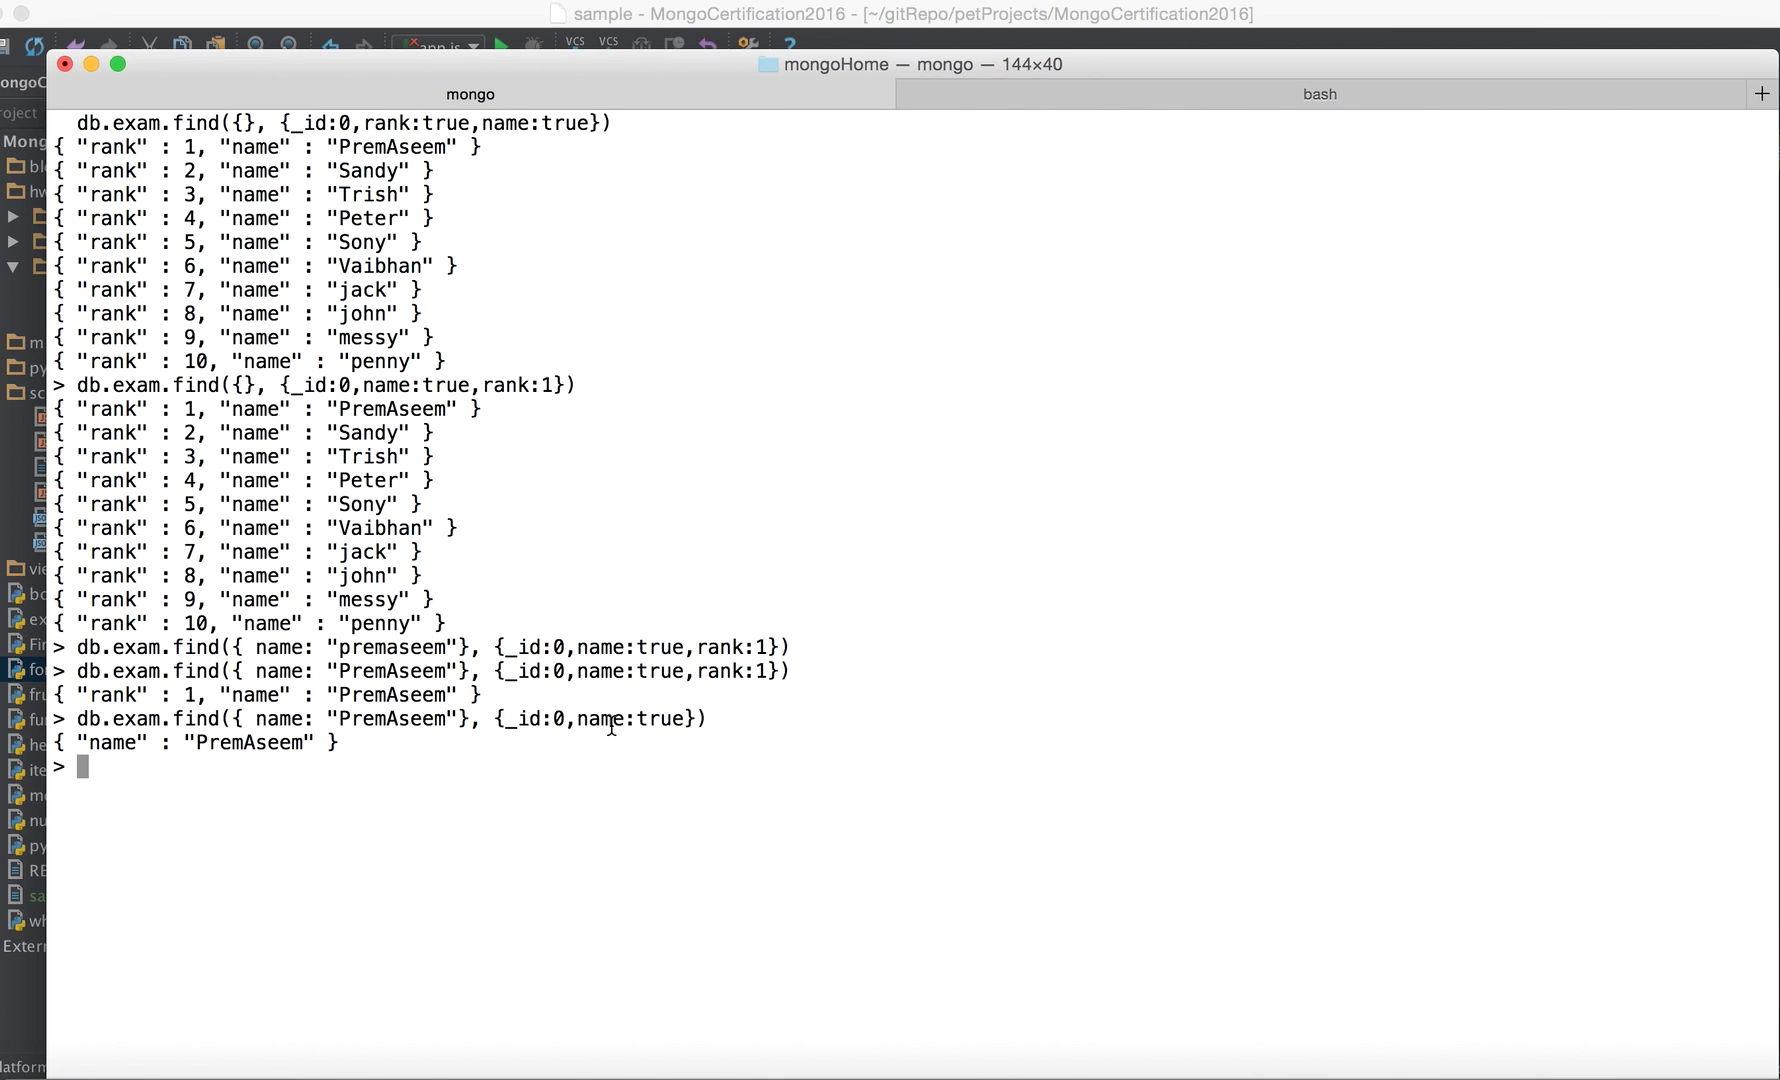 sample - MongoCertification2016 - [~/gitRepo/petProjects/MongoCertification2016]
app.js
VCS VCS
mongoHome — mongo — 144×40
mongo
bash
+
db.exam.find({}, {_id:0,rank:true,name:true})
{ "rank" : 1, "name" : "PremAseem" }
{ "rank" : 2, "name" : "Sandy" }
{ "rank" : 3, "name" : "Trish" }
{ "rank" : 4, "name" : "Peter" }
{ "rank" : 5, "name" : "Sony" }
{ "rank" : 6, "name" : "Vaibhan" }
{ "rank" : 7, "name" : "jack" }
{ "rank" : 8, "name" : "john" }
{ "rank" : 9, "name" : "messy" }
{ "rank" : 10, "name" : "penny" }
> db.exam.find({}, {_id:0,name:true,rank:1})
{ "rank" : 1, "name" : "PremAseem" }
{ "rank" : 2, "name" : "Sandy" }
{ "rank" : 3, "name" : "Trish" }
{ "rank" : 4, "name" : "Peter" }
{ "rank" : 5, "name" : "Sony" }
{ "rank" : 6, "name" : "Vaibhan" }
{ "rank" : 7, "name" : "jack" }
{ "rank" : 8, "name" : "john" }
{ "rank" : 9, "name" : "messy" }
{ "rank" : 10, "name" : "penny" }
> db.exam.find({ name: "premaseem"}, {_id:0,name:true,rank:1})
> db.exam.find({ name: "PremAseem"}, {_id:0,name:true,rank:1})
{ "rank" : 1, "name" : "PremAseem" }
> db.exam.find({ name: "PremAseem"}, {_id:0,name:true})
{ "name" : "PremAseem" }
>
ongoC
roject
Mong
bl
hw
m
py
sc
vie
bo
ex
Fi
fo
fru
fu
he
ite
mo
nu
py
RE
sa
wh
Extern
latform